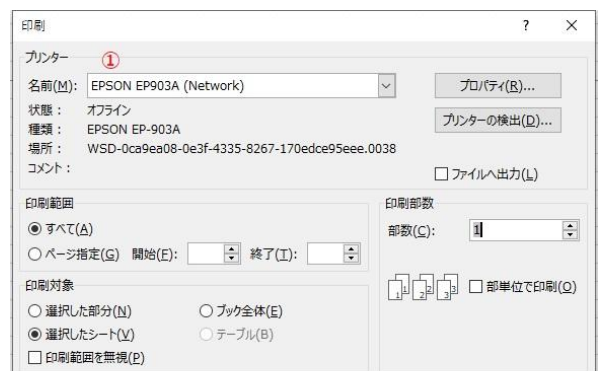 印刷
? ×
プリンター
①
名前(M): EPSON EP903A (Network)
プロパティ(R)...
状態： オフライン
種類： EPSON EP-903A
プリンターの検出(D)...
場所： WSD-0ca9ea08-0e3f-4335-8267-170edce95eee.0038
コメント：
ファイルへ出力(L)
印刷範囲
すべて(A)
ページ指定(G) 開始(F): 終了(T):
印刷部数
部数(C): 1
1 1 2 2 3 3
部単位で印刷(O)
印刷対象
選択した部分(N) ブック全体(E)
選択したシート(V) テーブル(B)
印刷範囲を無視(P)